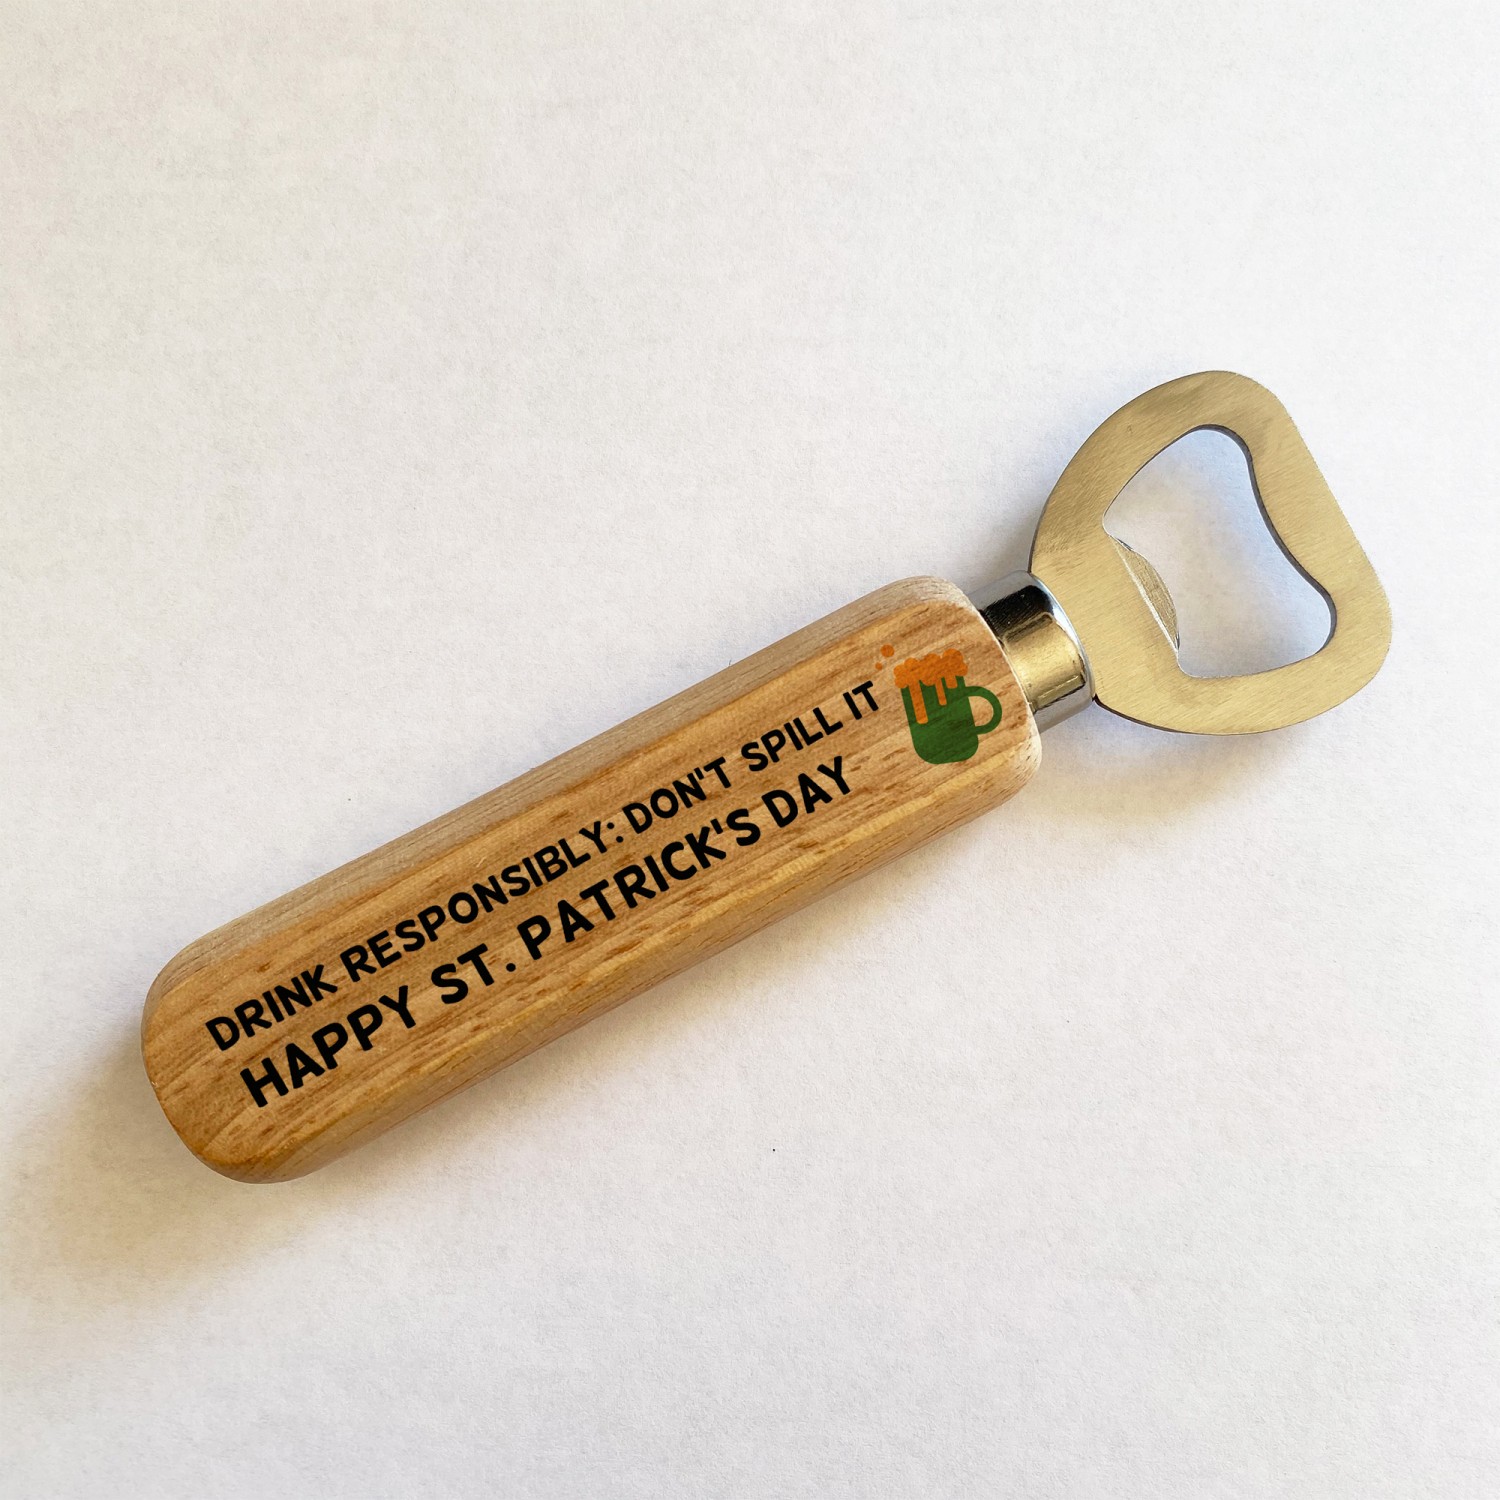 DRINK RESPONSIBLY: DON'T SPILL IT
HAPPY ST. PATRICK'S DAY